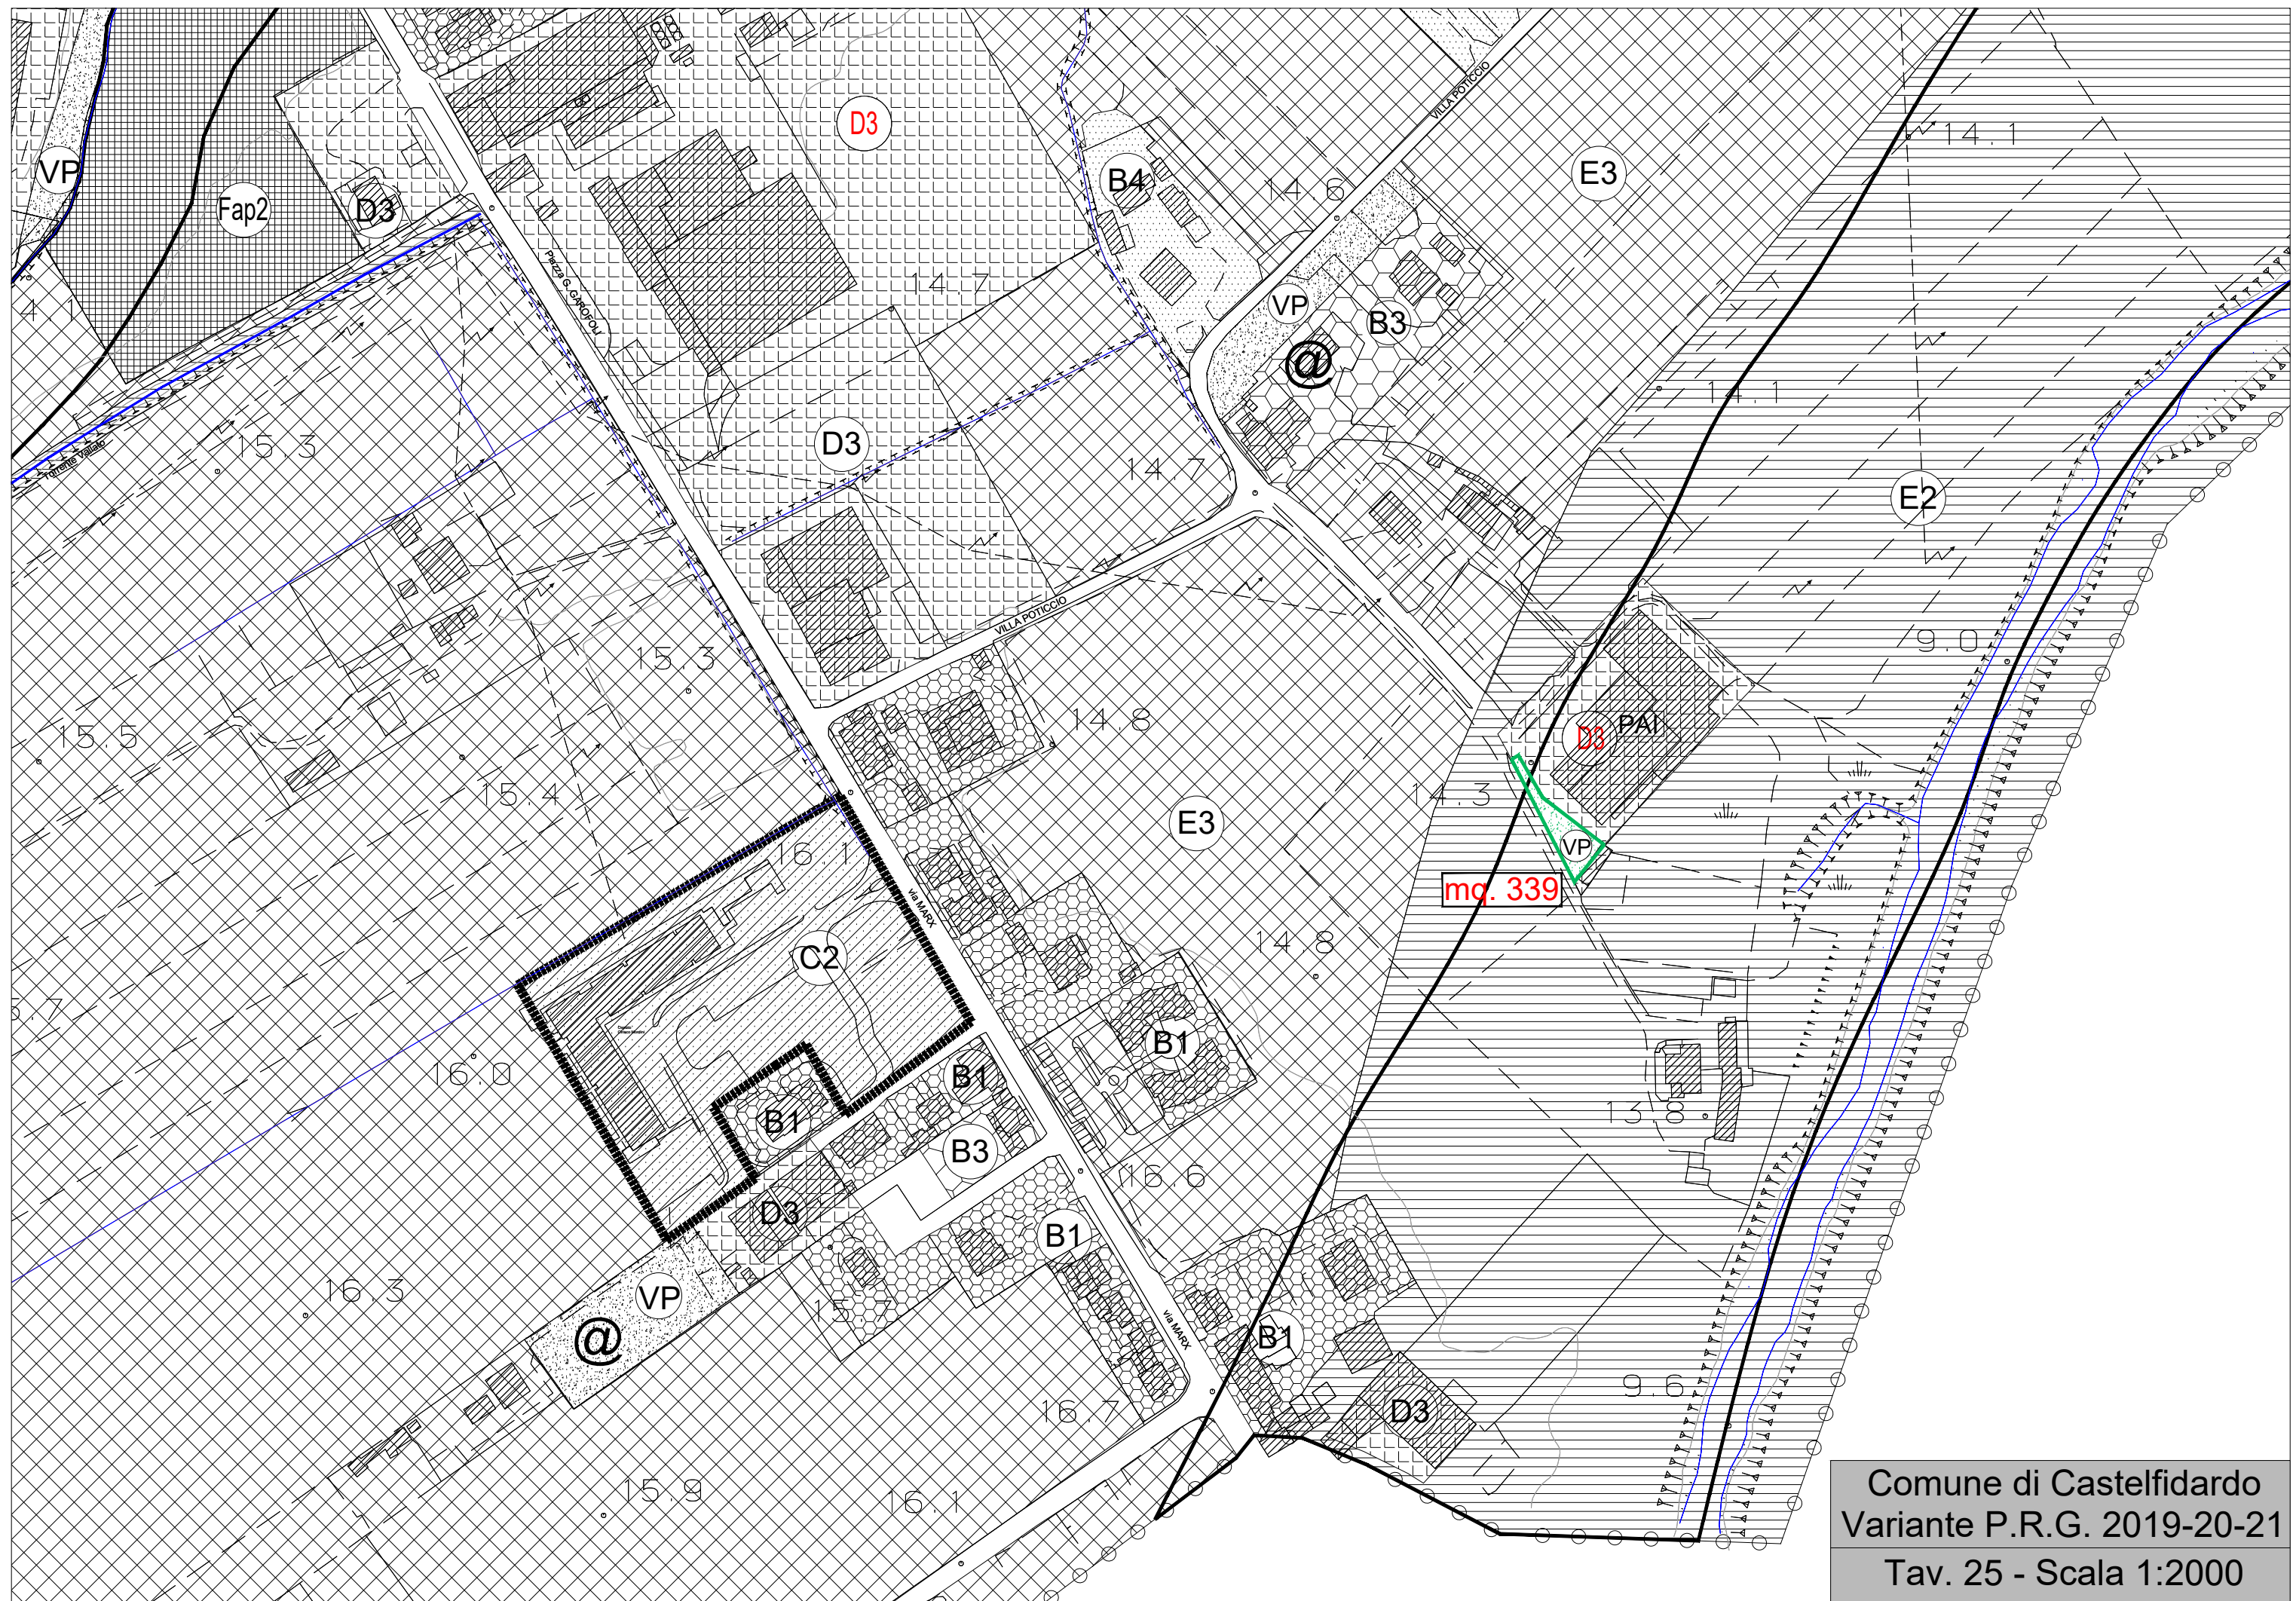 D3
VILLA POTICCIO
VP
B4
E3
14.1
Fap2
D3
14.6
Piazza G. GAROFOLI
14.7
VP
B3
@
14.1
15.3
D3
14.7
E2
Torrente Vallato
VILLA POTICCIO
15.3
9.0
14.8
15.5
D3
PAI
15.4
14.3
E3
16.1
VP
mq. 339
via MARX
C2
14.8
16.0
B1
B1
B1
13.8
B3
16.6
D3
B1
16.3
VP
15.7
@
via MARX
B1
9.6
16.7
D3
15.9
16.1
Comune di Castelfidardo
Variante P.R.G. 2019-20-21
Tav. 25 - Scala 1:2000